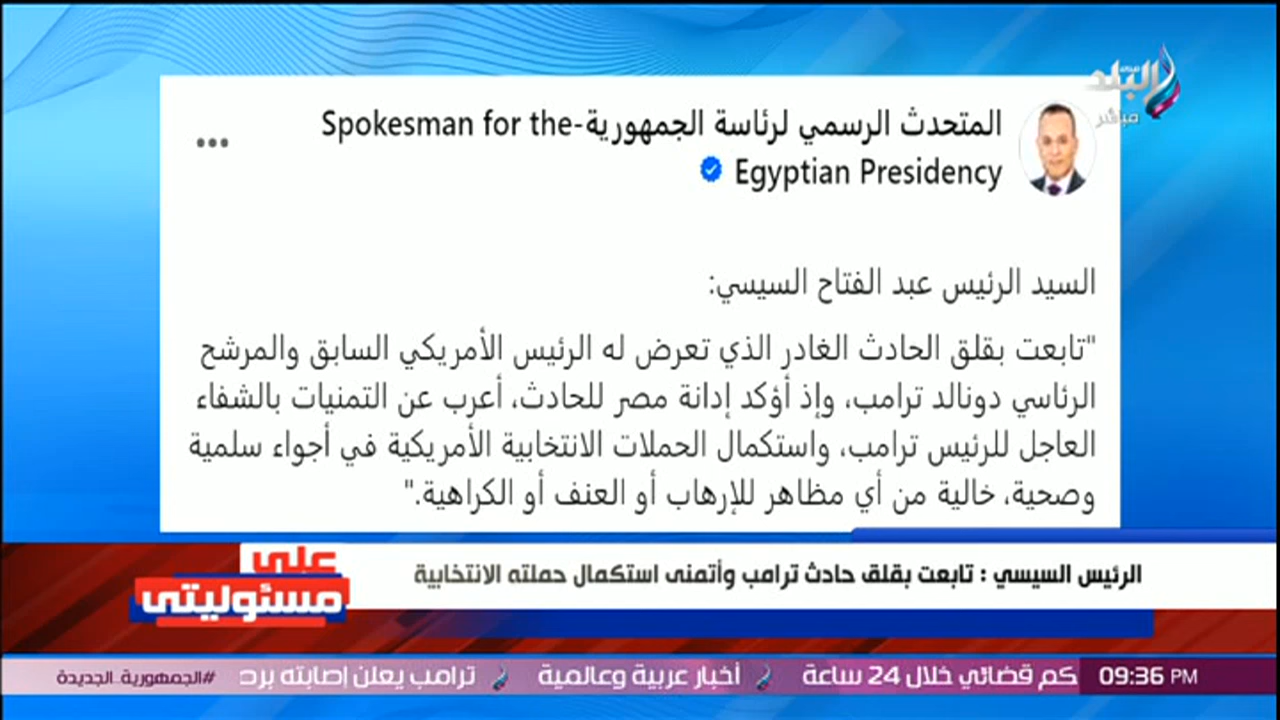 صدى البلد
مباشر
المتحدث الرسمي لرئاسة الجمهورية-Spokesman for the
Egyptian Presidency
السيد الرئيس عبد الفتاح السيسي:
"تابعت بقلق الحادث الغادر الذي تعرض له الرئيس الأمريكي السابق والمرشح
الرئاسي دونالد ترامب، وإذ أؤكد إدانة مصر للحادث، أعرب عن التمنيات بالشفاء
العاجل للرئيس ترامب، واستكمال الحملات الانتخابية الأمريكية في أجواء سلمية
وصحية، خالية من أي مظاهر للإرهاب أو العنف أو الكراهية."
على
مسئوليتى
الرئيس السيسي : تابعت بقلق حادث ترامب وأتمنى استكمال حملته الانتخابية
09:36 PM
كم قضائي خلال 24 ساعة
أخبار عربية وعالمية
ترامب يعلن إصابته برص
#الجمهورية_الجديدة